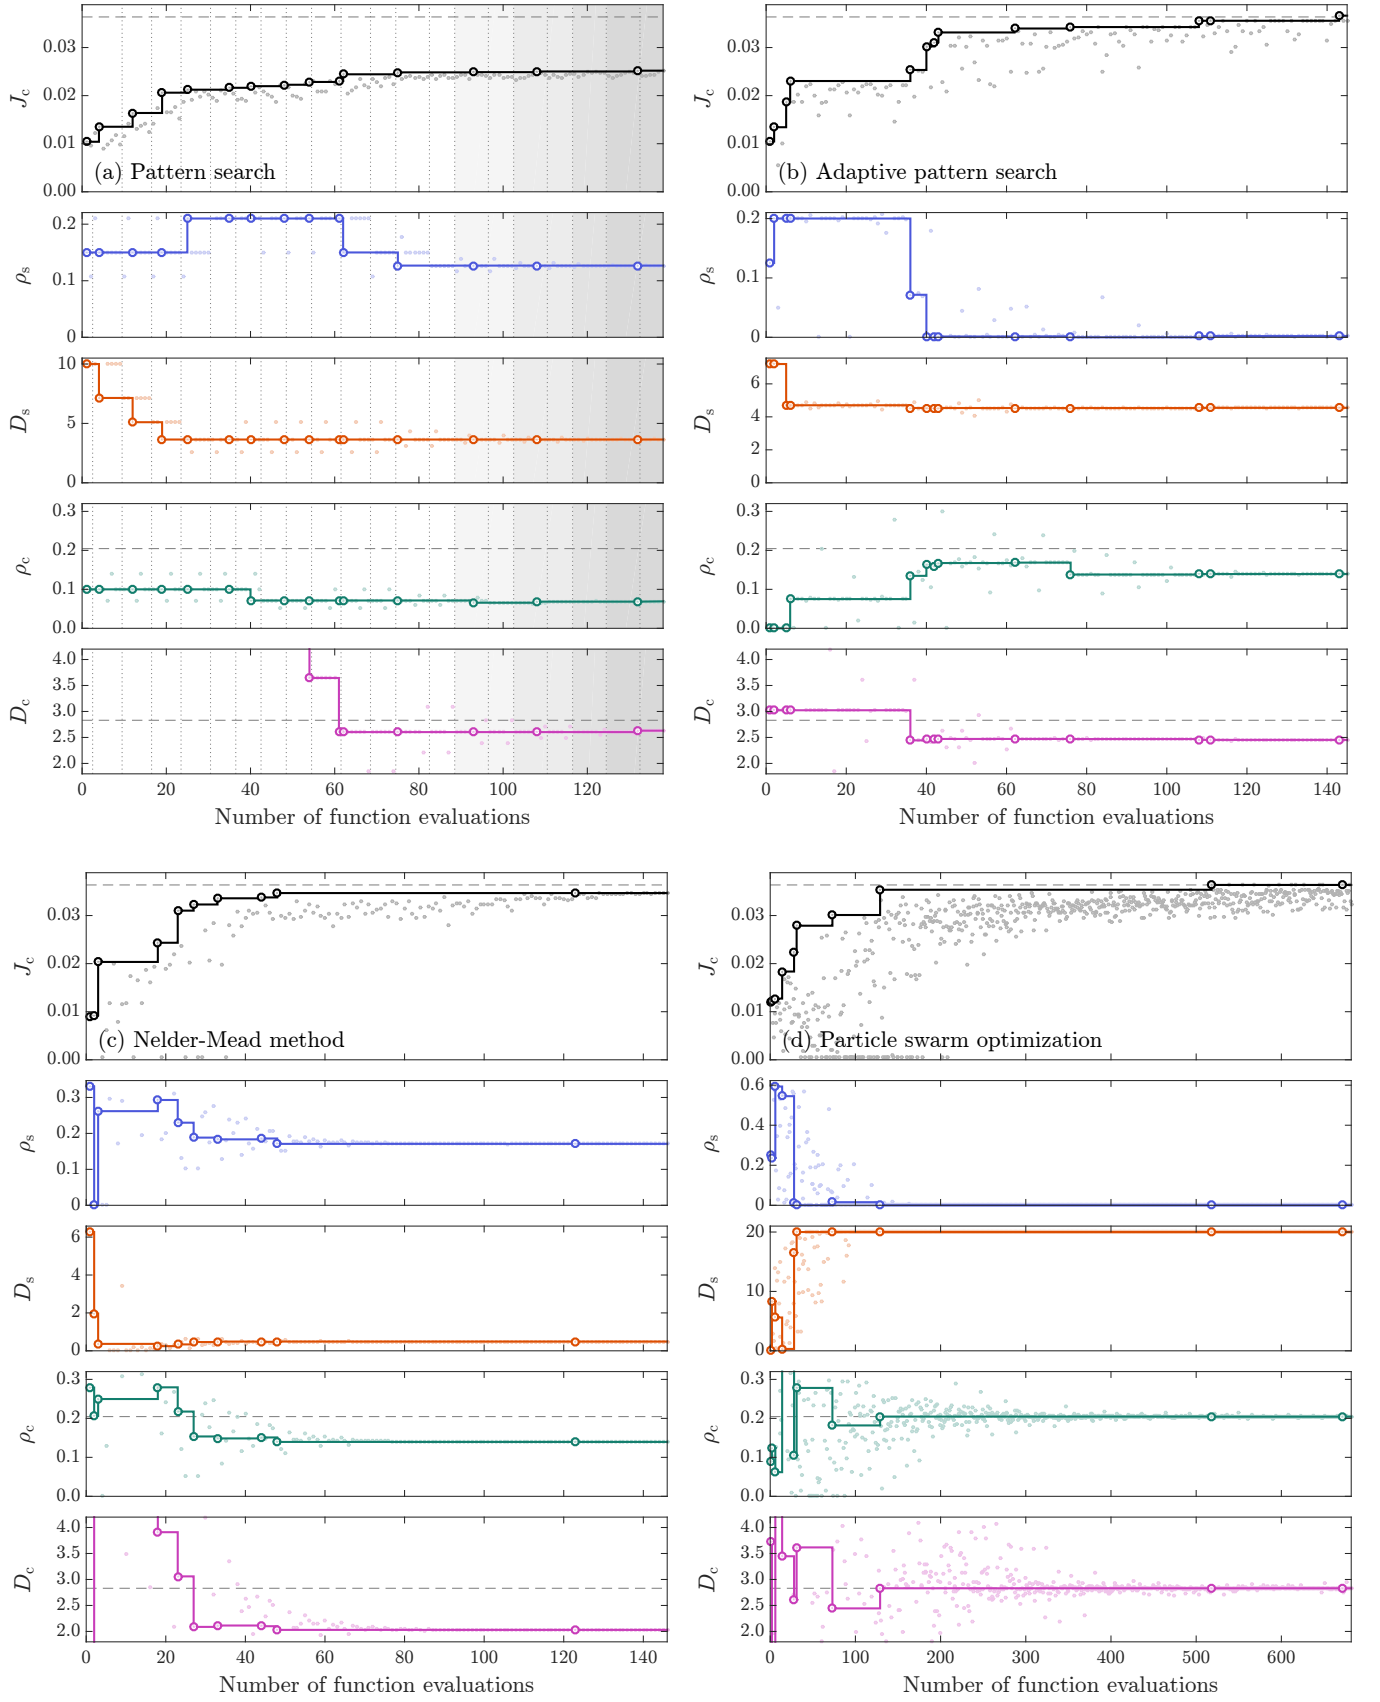 0.03
0.02
0.01
0.00
J_c
(a) Pattern search
0.2
0.1
0
ρ_s
10
5
0
D_s
0.3
0.2
0.1
0.0
ρ_c
4.0
3.5
3.0
2.5
2.0
D_c
0 20 40 60 80 100 120
Number of function evaluations
0.03
0.02
0.01
0.00
J_c
(b) Adaptive pattern search
0.2
0.1
0
ρ_s
6
4
2
0
D_s
0.3
0.2
0.1
0.0
ρ_c
4.0
3.5
3.0
2.5
2.0
D_c
0 20 40 60 80 100 120 140
Number of function evaluations
0.03
0.02
0.01
0.00
J_c
(c) Nelder-Mead method
0.3
0.2
0.1
0
ρ_s
6
4
2
0
D_s
0.3
0.2
0.1
0.0
ρ_c
4.0
3.5
3.0
2.5
2.0
D_c
0 20 40 60 80 100 120 140
Number of function evaluations
0.03
0.02
0.01
0.00
J_c
(d) Particle swarm optimization
0.6
0.4
0.2
0
ρ_s
20
10
0
D_s
0.3
0.2
0.1
0.0
ρ_c
4.0
3.5
3.0
2.5
2.0
D_c
0 100 200 300 400 500 600
Number of function evaluations